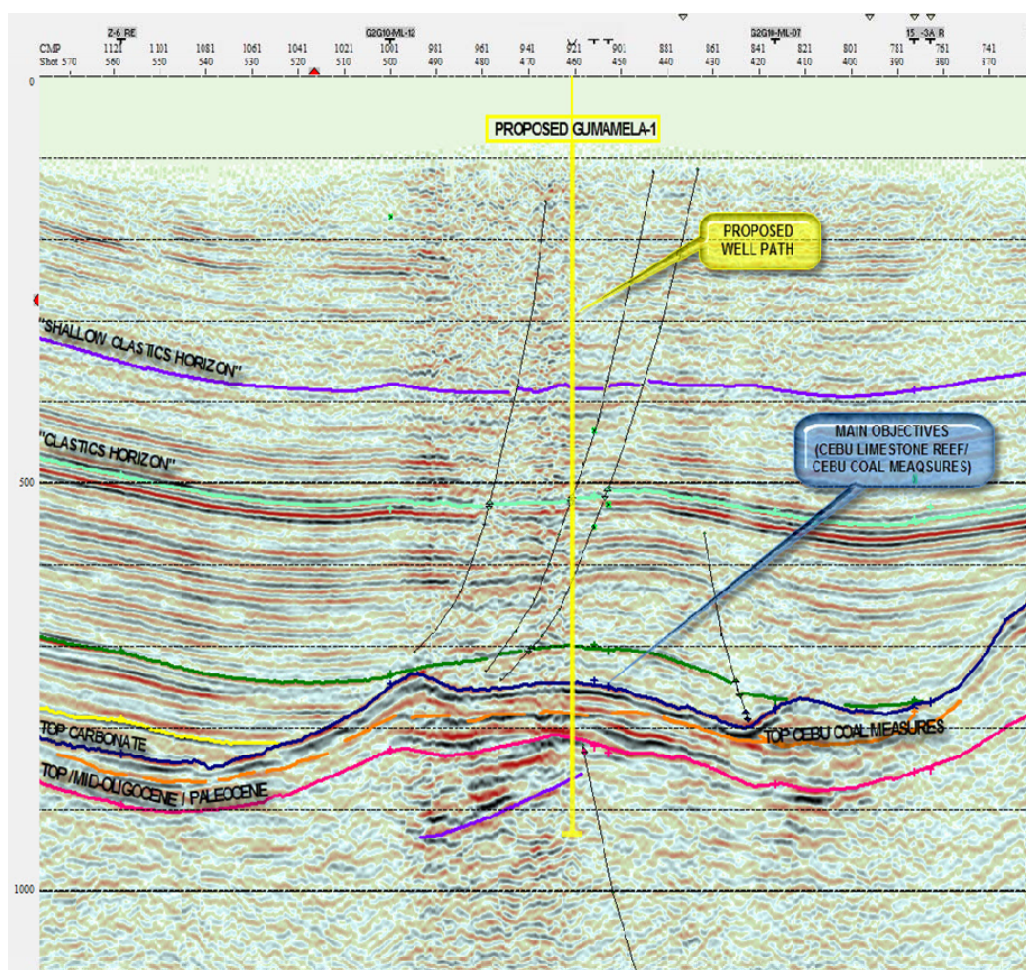 Z-6 RE G2G10-ML-12 G2G10-ML-07 15 -3A R
CMP 1121 1101 1081 1061 1041 1021 1001 981 961 941 921 901 881 861 841 821 801 781 761 741
Shot 570 560 550 540 530 520 510 500 490 480 470 460 450 440 430 420 410 400 390 380 370
0
PROPOSED GUMAMELA-1
PROPOSED
WELL PATH
"SHALLOW CLASTICS HORIZON"
MAIN OBJECTIVES
(CEBU LIMESTONE REEF/
CEBU COAL MEAQSURES)
"CLASTICS HORIZON"
500
TOP CARBONATE
TOP CEBU COAL MEASURES
TOP /MID-OLIGOCENE / PALEOCENE
1000